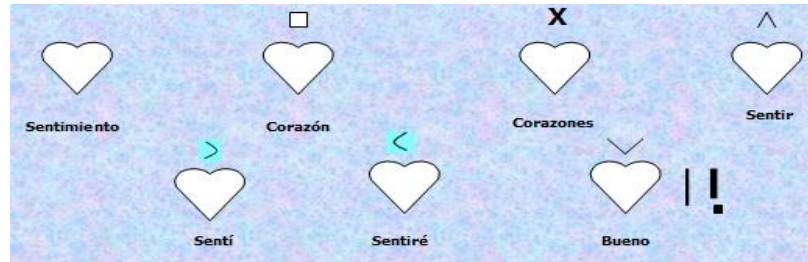 X
Sentimiento
Corazón
Corazones
Sentir
Sentí
Sentiré
Bueno
| !